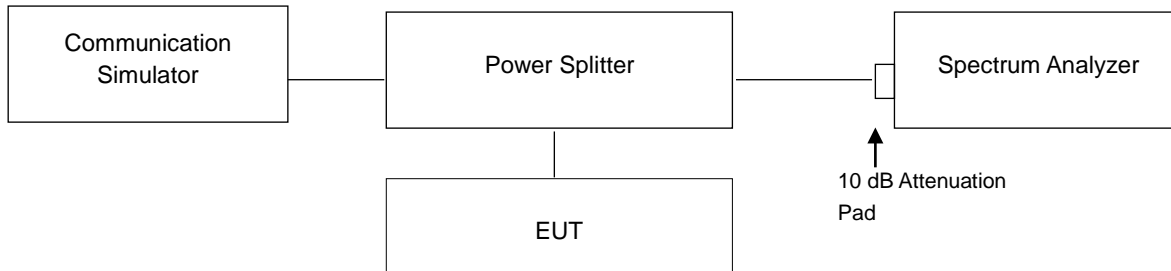 Communication
Simulator
Power Splitter
Spectrum Analyzer
10 dB Attenuation
Pad
EUT